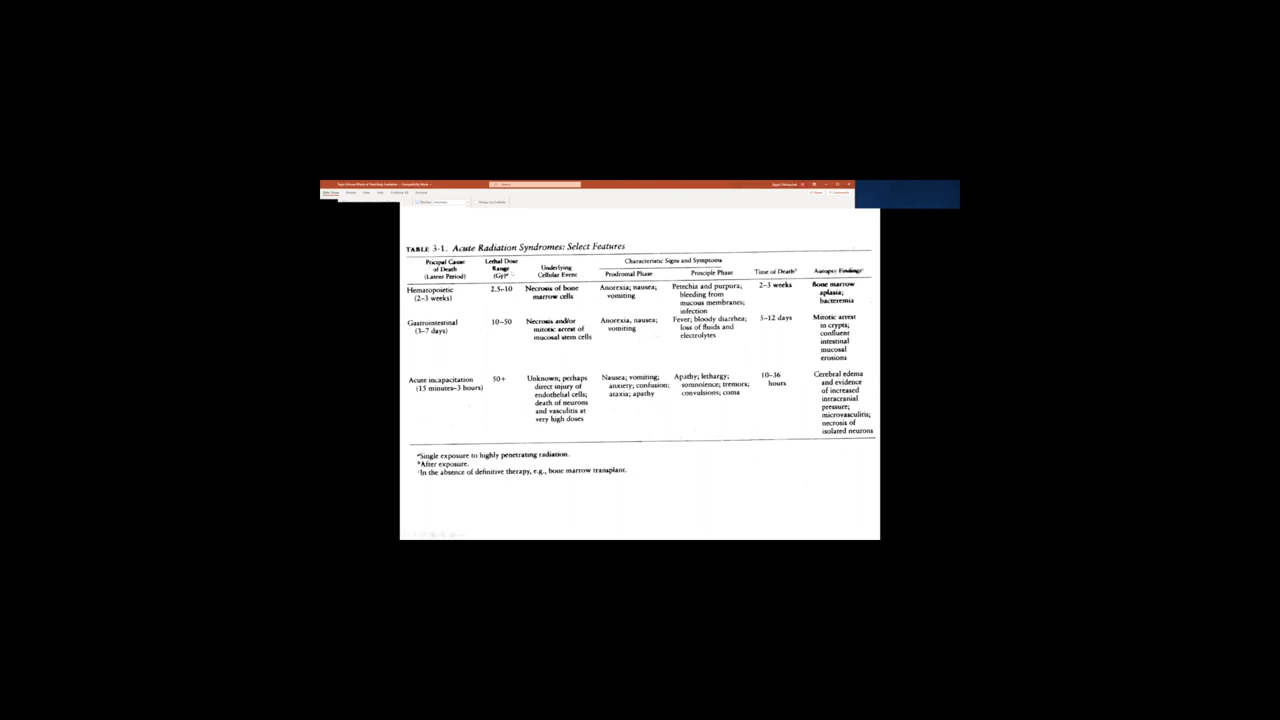 TABLE 3-1. Acute Radiation Syndromes: Select Features
Principal Cause of Death (Latent Period) Lethal Dose Range (Gy)ᵃ Underlying Cellular Event Characteristic Signs and Symptoms Time of Deathᵇ Autopsy Findingsᶜ
Prodromal Phase Principle Phase
Hematopoietic (2–3 weeks) 2.5–10 Necrosis of bone marrow cells Anorexia; nausea; vomiting Petechia and purpura; bleeding from mucous membranes; infection 2–3 weeks Bone marrow aplasia; bacteremia
Gastrointestinal (3–7 days) 10–50 Necrosis and/or mitotic arrest of mucosal stem cells Anorexia, nausea; vomiting Fever; bloody diarrhea; loss of fluids and electrolytes 5–12 days Mitotic arrest in crypts; confluent intestinal mucosal erosions
Acute incapacitation (15 minutes–3 hours) 50+ Unknown; perhaps direct injury of endothelial cells; death of neurons and vasculitis at very high doses Nausea; vomiting; anxiety; confusion; ataxia; apathy Apathy; lethargy; somnolence; tremors; convulsions; coma 10–36 hours Cerebral edema and evidence of increased intracranial pressure; microvasculitis; necrosis of isolated neurons
ᵃSingle exposure to highly penetrating radiation.
ᵇAfter exposure.
ᶜIn the absence of definitive therapy, e.g., bone marrow transplant.